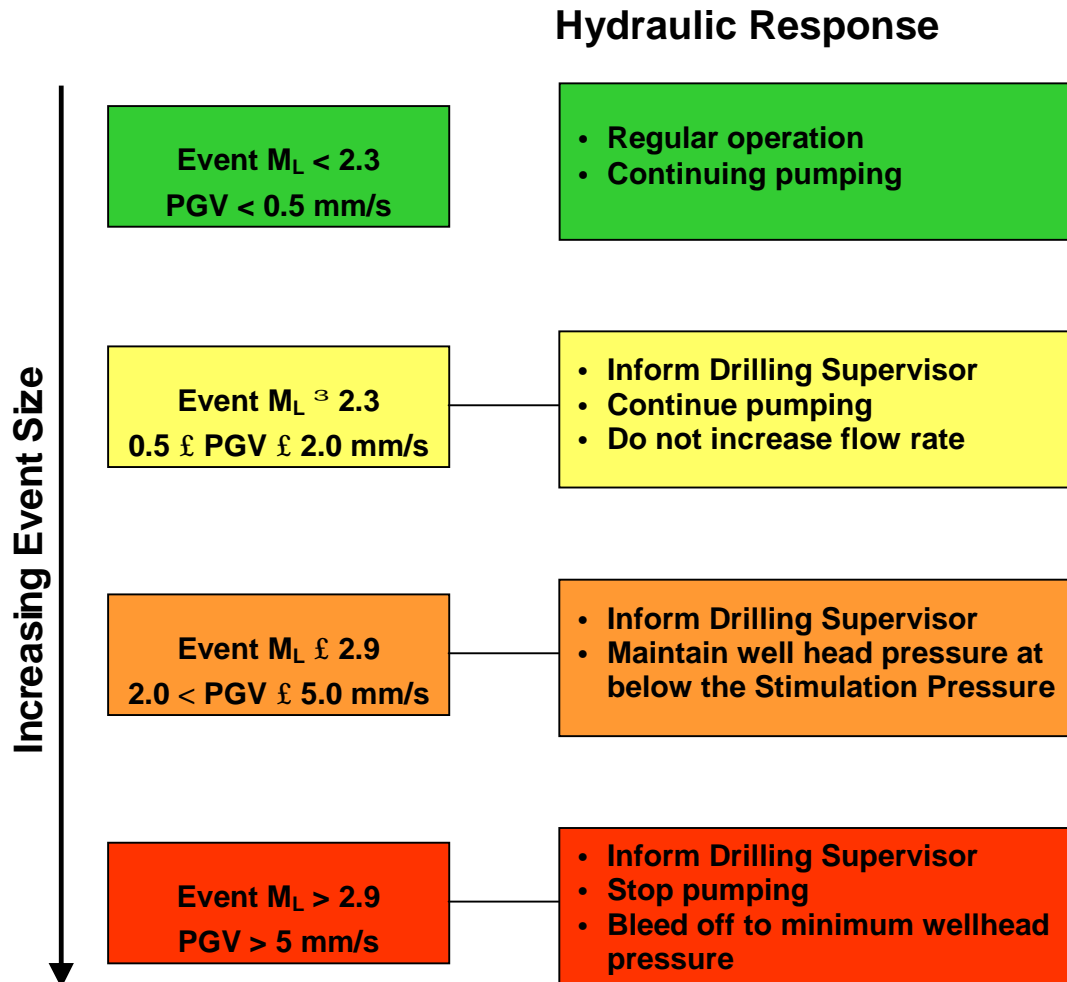 Hydraulic Response
Increasing Event Size
Event ML < 2.3
PGV < 0.5 mm/s
• Regular operation
• Continuing pumping
Event ML ³ 2.3
0.5 £ PGV £ 2.0 mm/s
• Inform Drilling Supervisor
• Continue pumping
• Do not increase flow rate
Event ML £ 2.9
2.0 < PGV £ 5.0 mm/s
• Inform Drilling Supervisor
• Maintain well head pressure at
below the Stimulation Pressure
Event ML > 2.9
PGV > 5 mm/s
• Inform Drilling Supervisor
• Stop pumping
• Bleed off to minimum wellhead
pressure